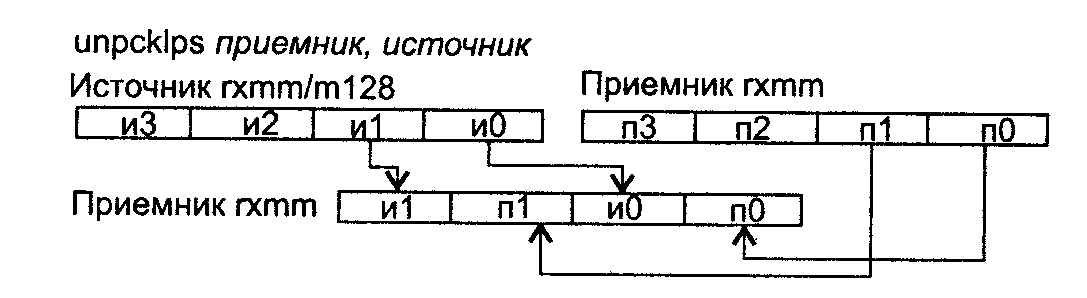 unpcklps приемник, источник
Источник rxmm/m128 Приемник rxmm
и3 и2 и1 и0 п3 п2 п1 п0
Приемник rxmm и1 п1 и0 п0